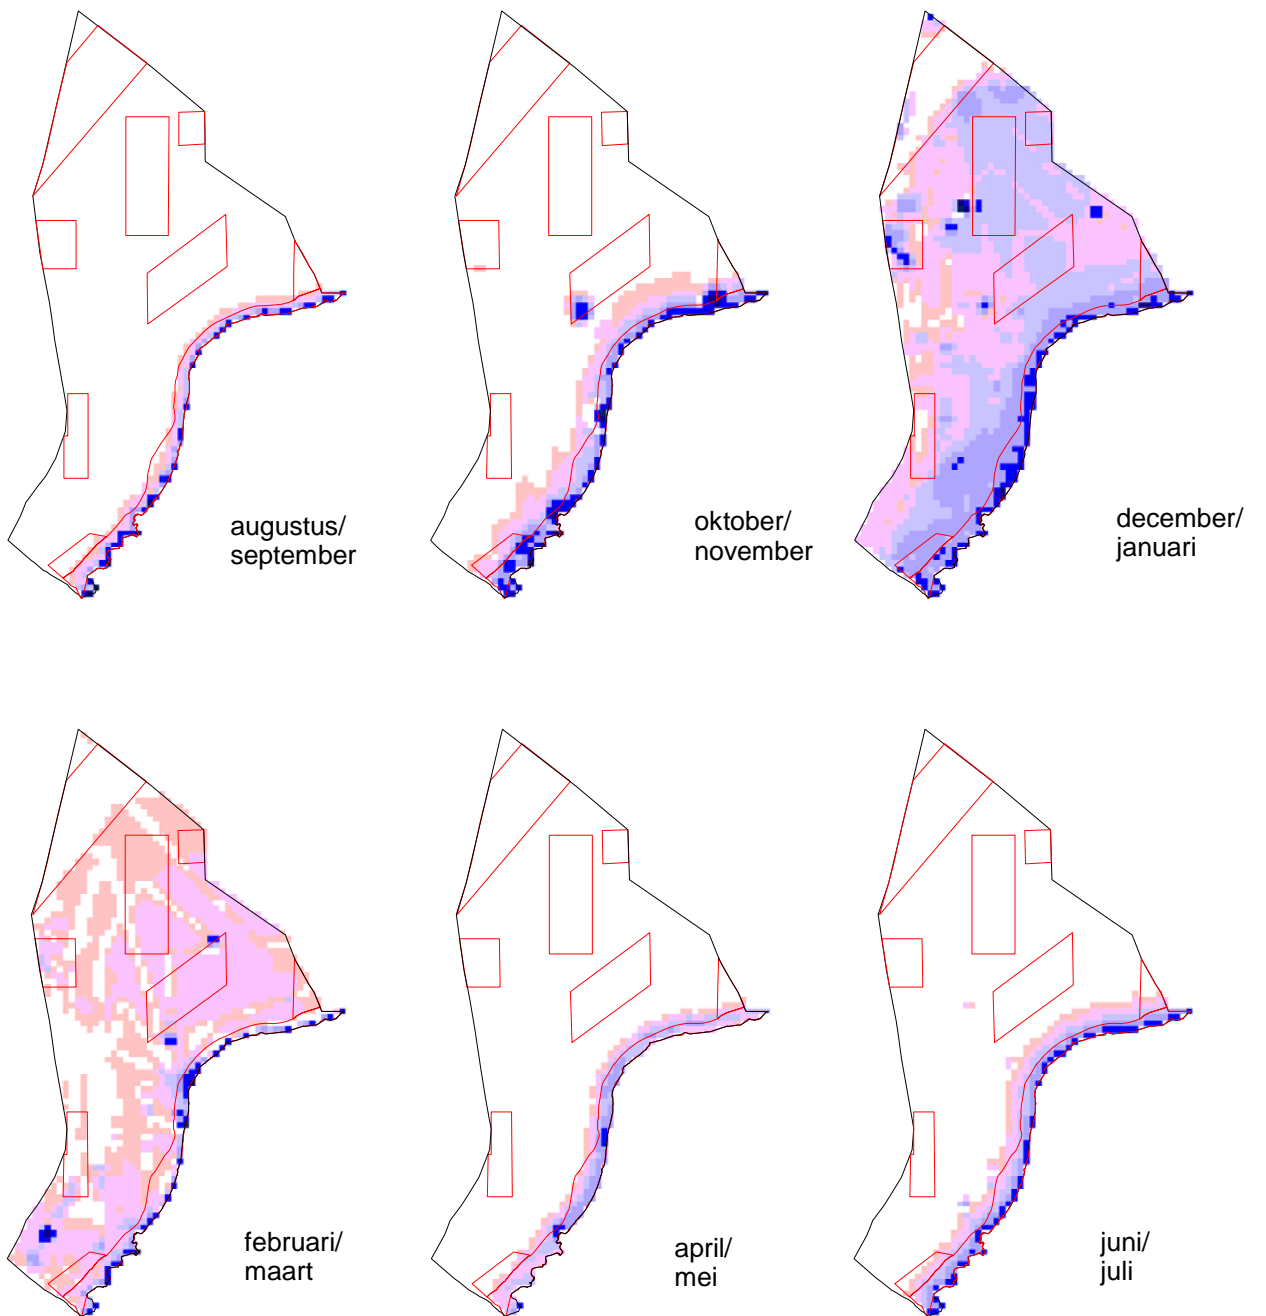 augustus/
september
oktober/
november
december/
januari
februari/
maart
april/
mei
juni/
juli